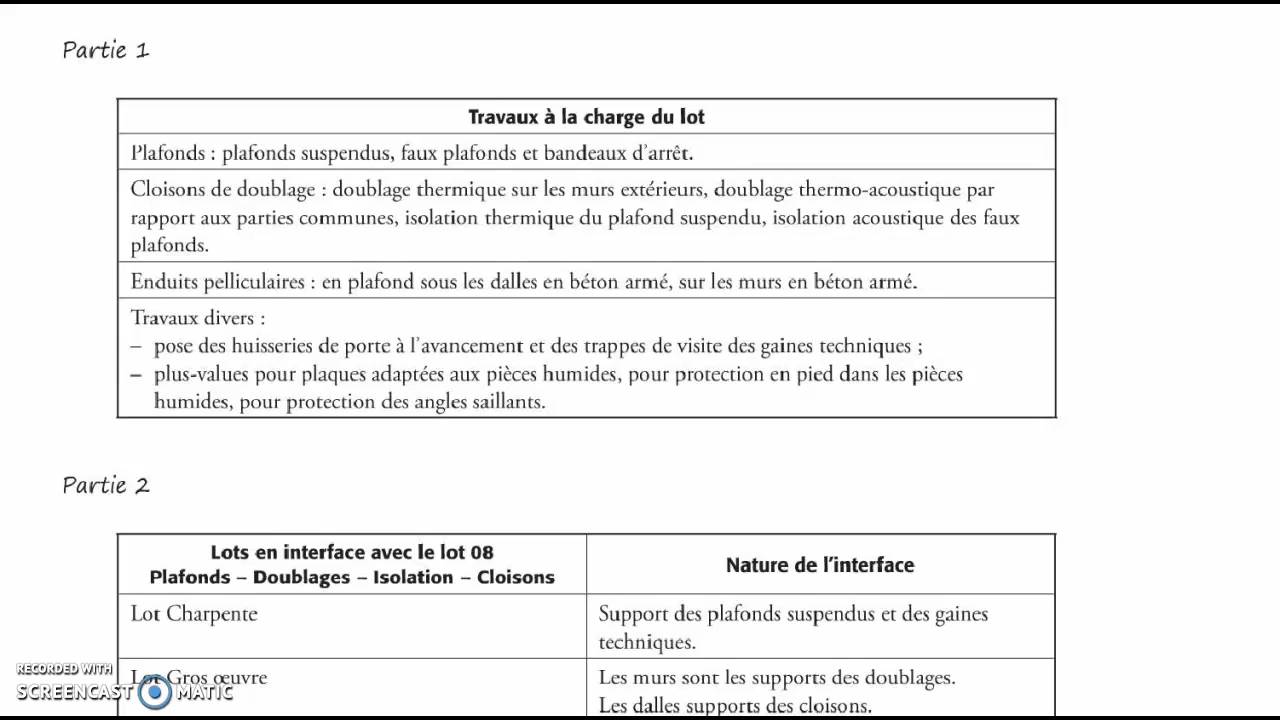 Partie 1
Travaux à la charge du lot
Plafonds : plafonds suspendus, faux plafonds et bandeaux d'arrêt.
Cloisons de doublage : doublage thermique sur les murs extérieurs, doublage thermo-acoustique par
rapport aux parties communes, isolation thermique du plafond suspendu, isolation acoustique des faux
plafonds.
Enduits pelliculaires : en plafond sous les dalles en béton armé, sur les murs en béton armé.
Travaux divers :
– pose des huisseries de porte à l'avancement et des trappes de visite des gaines techniques ;
– plus-values pour plaques adaptées aux pièces humides, pour protection en pied dans les pièces
humides, pour protection des angles saillants.
Partie 2
Lots en interface avec le lot 08
Plafonds – Doublages – Isolation – Cloisons
Nature de l'interface
Lot Charpente
Support des plafonds suspendus et des gaines
techniques.
Lot Gros œuvre
Les murs sont les supports des doublages.
Les dalles supports des cloisons.
RECORDED WITH
SCREENCAST MATIC